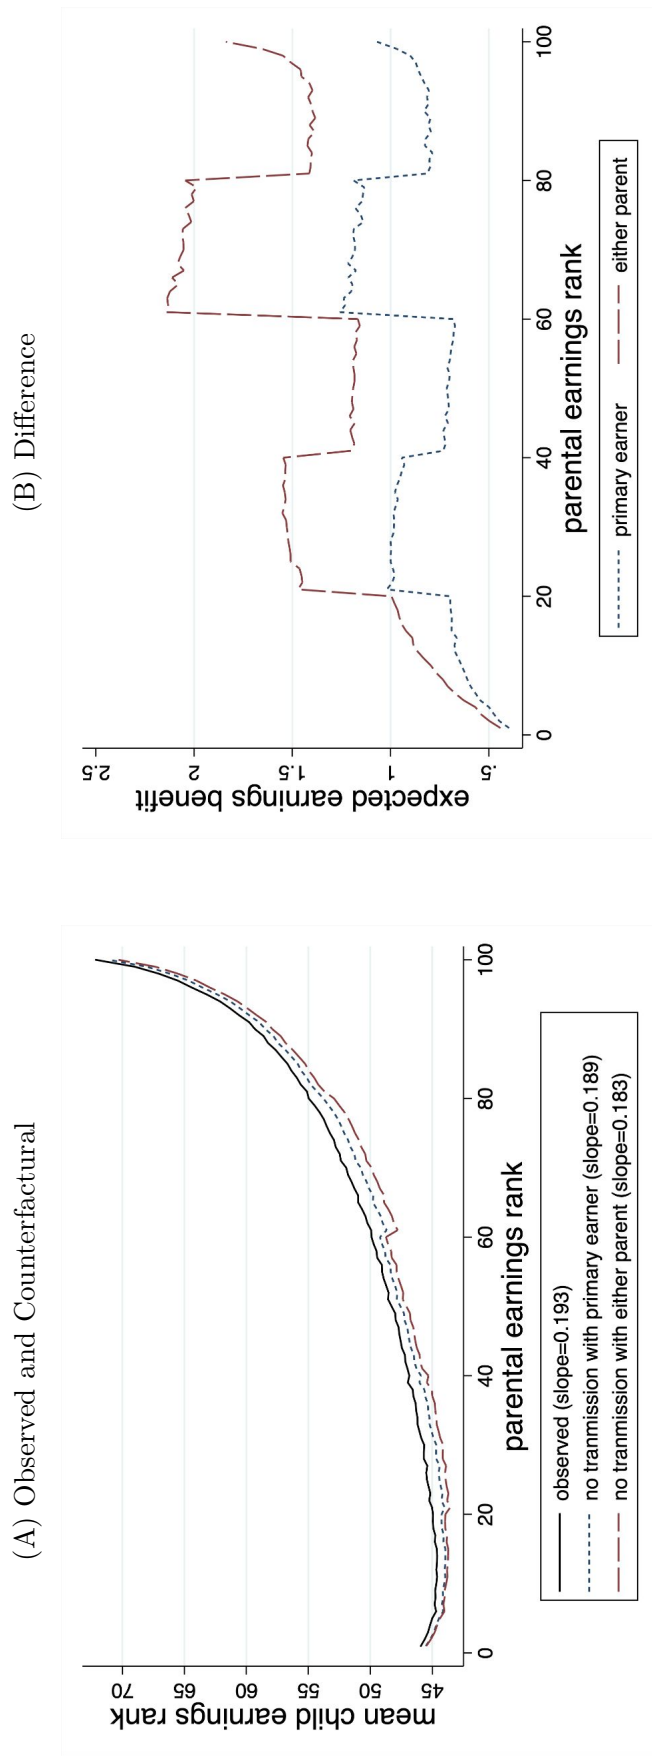 (A) Observed and Counterfactural
mean child earnings rank
70
65
60
55
50
45
0
20
40
60
80
100
parental earnings rank
observed (slope=0.193)
no tranmission with primary earner (slope=0.189)
no tranmission with either parent (slope=0.183)
(B) Difference
expected earnings benefit
2.5
2
1.5
1
.5
0
20
40
60
80
100
parental earnings rank
primary earner
either parent